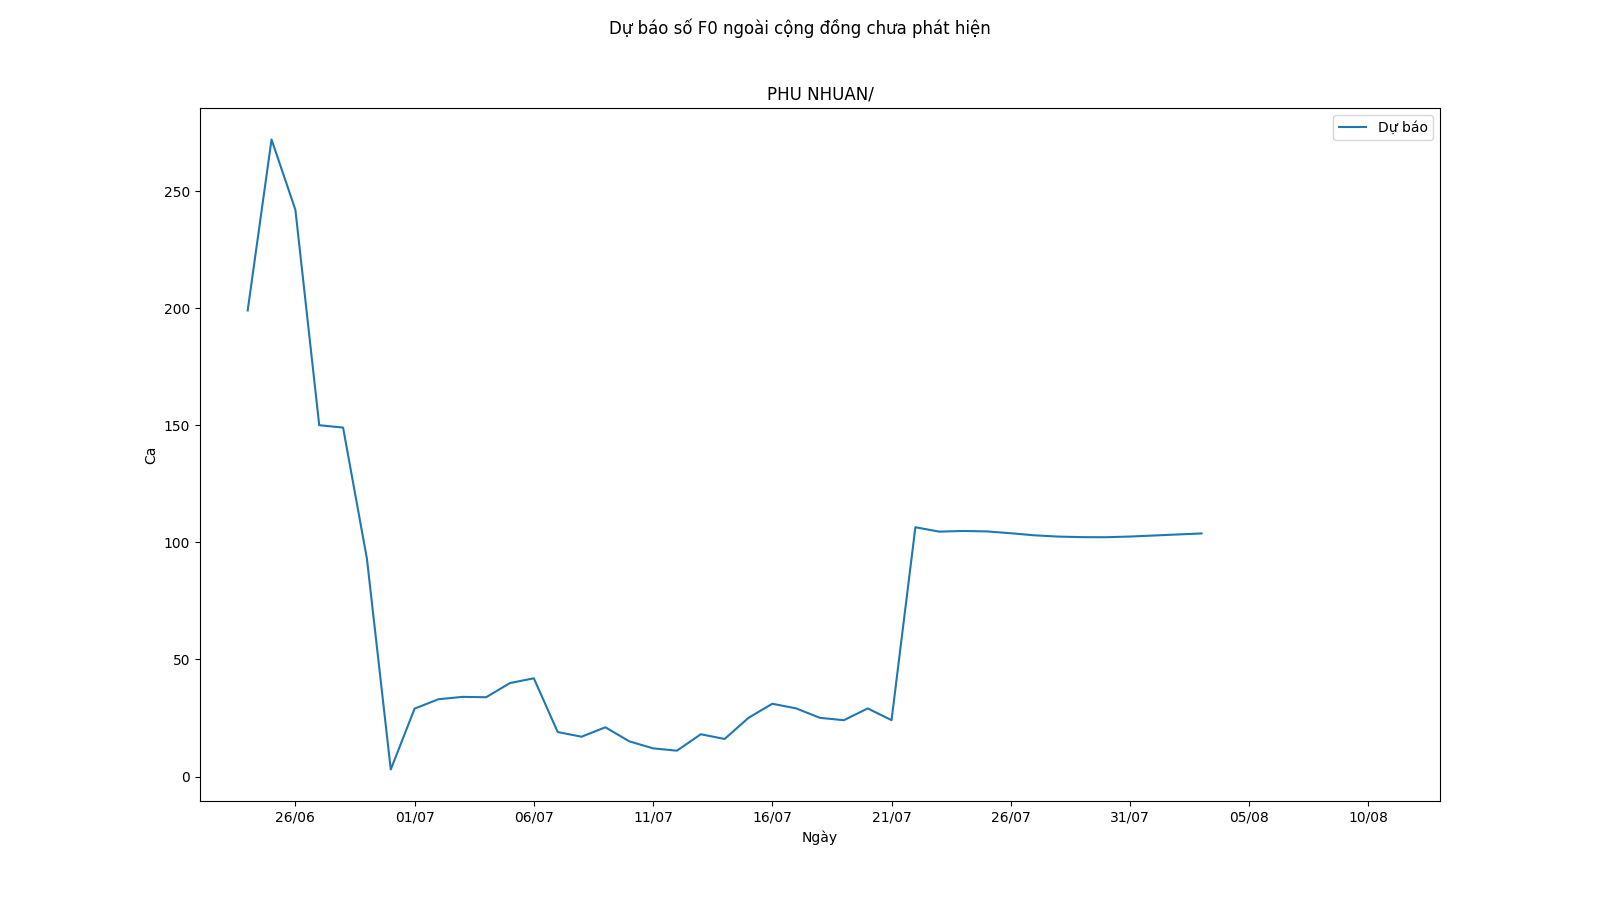 Dự báo số F0 ngoài cộng đồng chưa phát hiện
PHU NHUAN/
Dự báo
250
200
150
100
50
0
Ca
26/06 01/07 06/07 11/07 16/07 21/07 26/07 31/07 05/08 10/08
Ngày